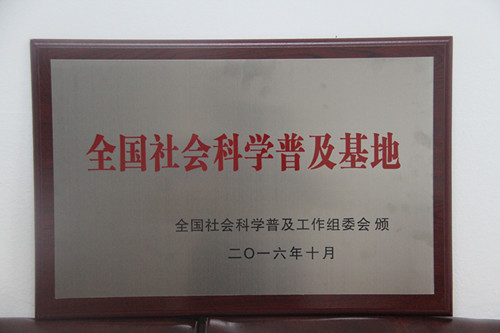 全国社会科学普及基地
全国社会科学普及工作组委会 颁
二〇一六年十月